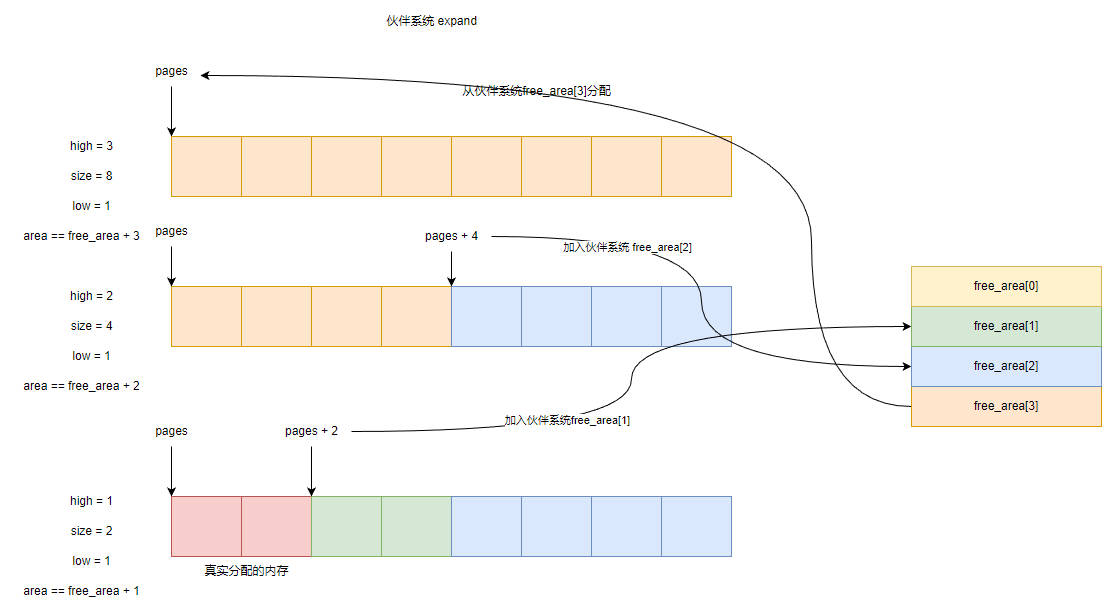 伙伴系统 expand
pages
从伙伴系统free_area[3]分配
high = 3
size = 8
low = 1
area == free_area + 3
pages
pages + 4
加入伙伴系统 free_area[2]
high = 2
size = 4
low = 1
area == free_area + 2
free_area[0]
free_area[1]
free_area[2]
free_area[3]
pages
pages + 2
加入伙伴系统free_area[1]
high = 1
size = 2
low = 1
area == free_area + 1
真实分配的内存